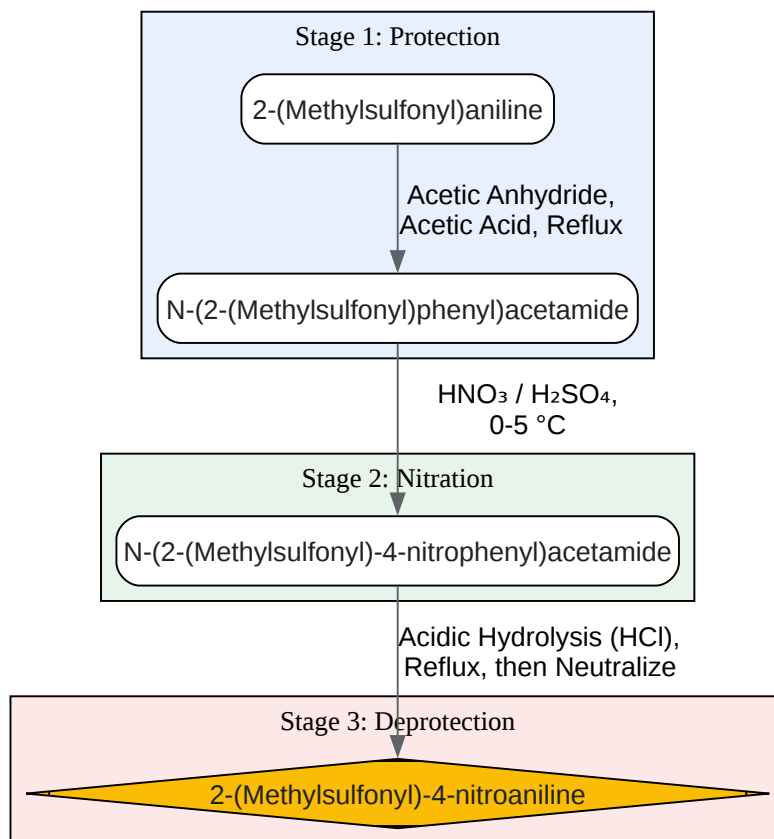 Stage 1: Protection
2-(Methylsulfonyl)aniline
Acetic Anhydride,
Acetic Acid, Reflux
N-(2-(Methylsulfonyl)phenyl)acetamide
HNO₃ / H₂SO₄,
0-5 °C
Stage 2: Nitration
N-(2-(Methylsulfonyl)-4-nitrophenyl)acetamide
Acidic Hydrolysis (HCl),
Reflux, then Neutralize
Stage 3: Deprotection
2-(Methylsulfonyl)-4-nitroaniline